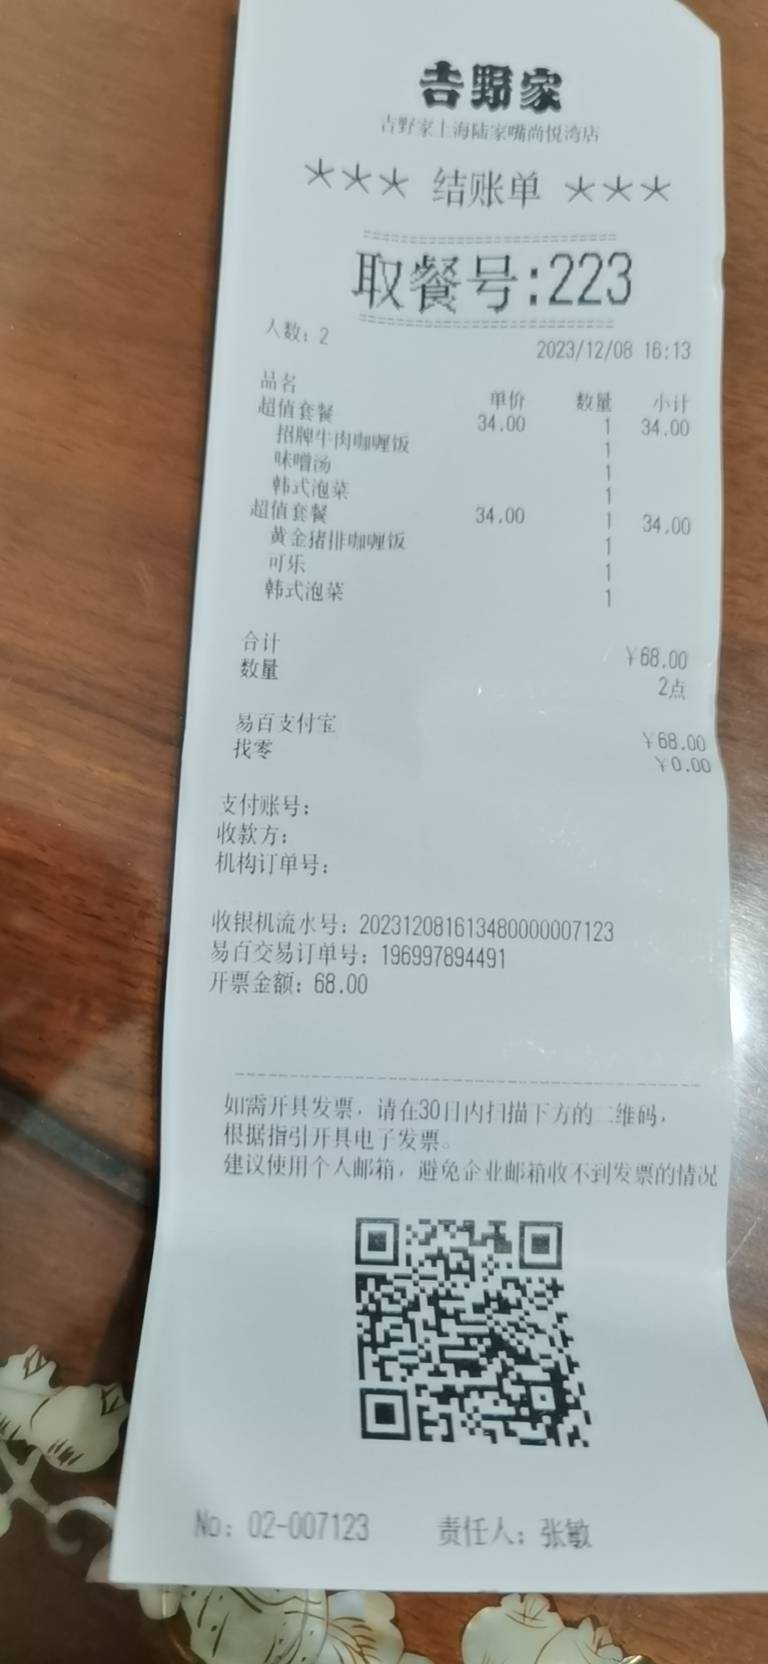 吉野家
吉野家上海陆家嘴尚悦湾店
*** 结账单 ***
取餐号:223
人数: 2
2023/12/08 16:13
品名 单价 数量 小计
超值套餐 34.00 1 34.00
招牌牛肉咖喱饭 1
味噌汤 1
韩式泡菜 1
超值套餐 34.00 1 34.00
黄金猪排咖喱饭 1
可乐 1
韩式泡菜 1
合计 ¥68.00
数量 2点
易百支付宝 ¥68.00
找零 ¥0.00
支付账号:
收款方:
机构订单号:
收银机流水号: 202312081613480000007123
易百交易订单号: 196997894491
开票金额: 68.00
如需开具发票, 请在30日内扫描下方的二维码,
根据指引开具电子发票。
建议使用个人邮箱, 避免企业邮箱收不到发票的情况
No: 02-007123 责任人: 张敏